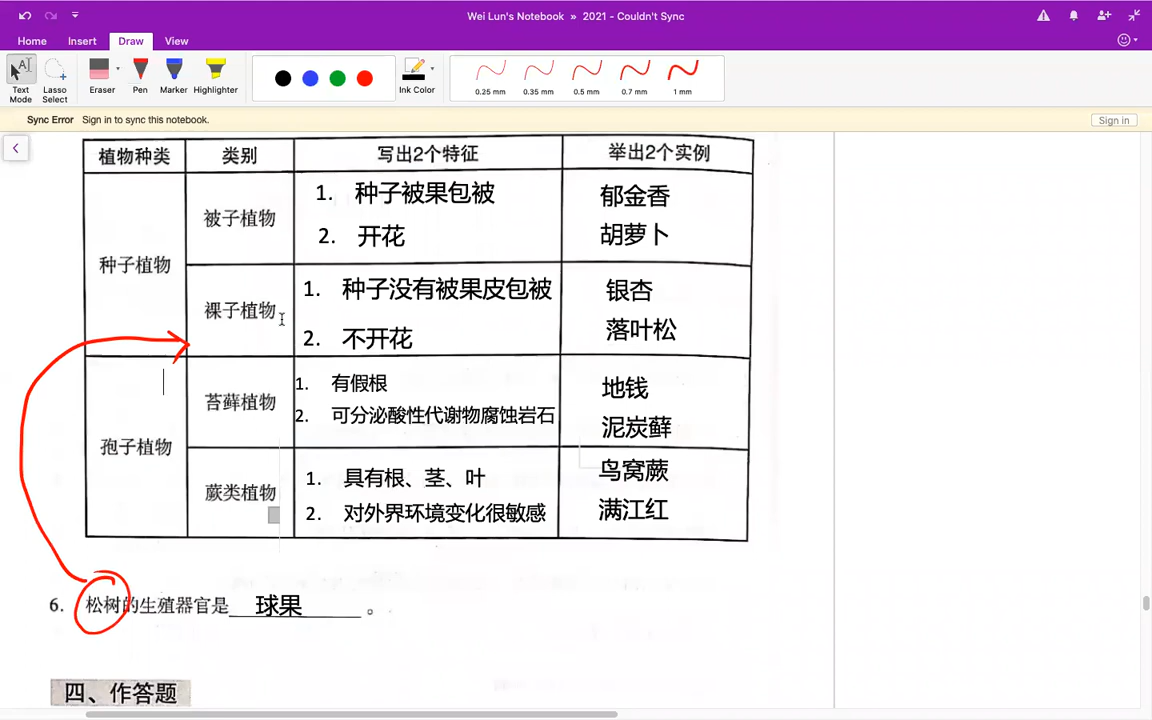 Wei Lun's Notebook » 2021 - Couldn't Sync
Home Insert Draw View
Text Mode
Lasso Select
Eraser
Pen
Marker
Highlighter
Ink Color
0.25 mm 0.35 mm 0.5 mm 0.7 mm 1 mm
Sync Error Sign in to sync this notebook.
Sign in
植物种类 类别 写出2个特征 举出2个实例
种子植物
被子植物
1. 种子被果包被
2. 开花
郁金香
胡萝卜
裸子植物
1. 种子没有被果皮包被
2. 不开花
银杏
落叶松
孢子植物
苔藓植物
1. 有假根
2. 可分泌酸性代谢物腐蚀岩石
地钱
泥炭藓
蕨类植物
1. 具有根、茎、叶
2. 对外界环境变化很敏感
鸟窝蕨
满江红
6. 松树的生殖器官是 球果 。
四、作答题